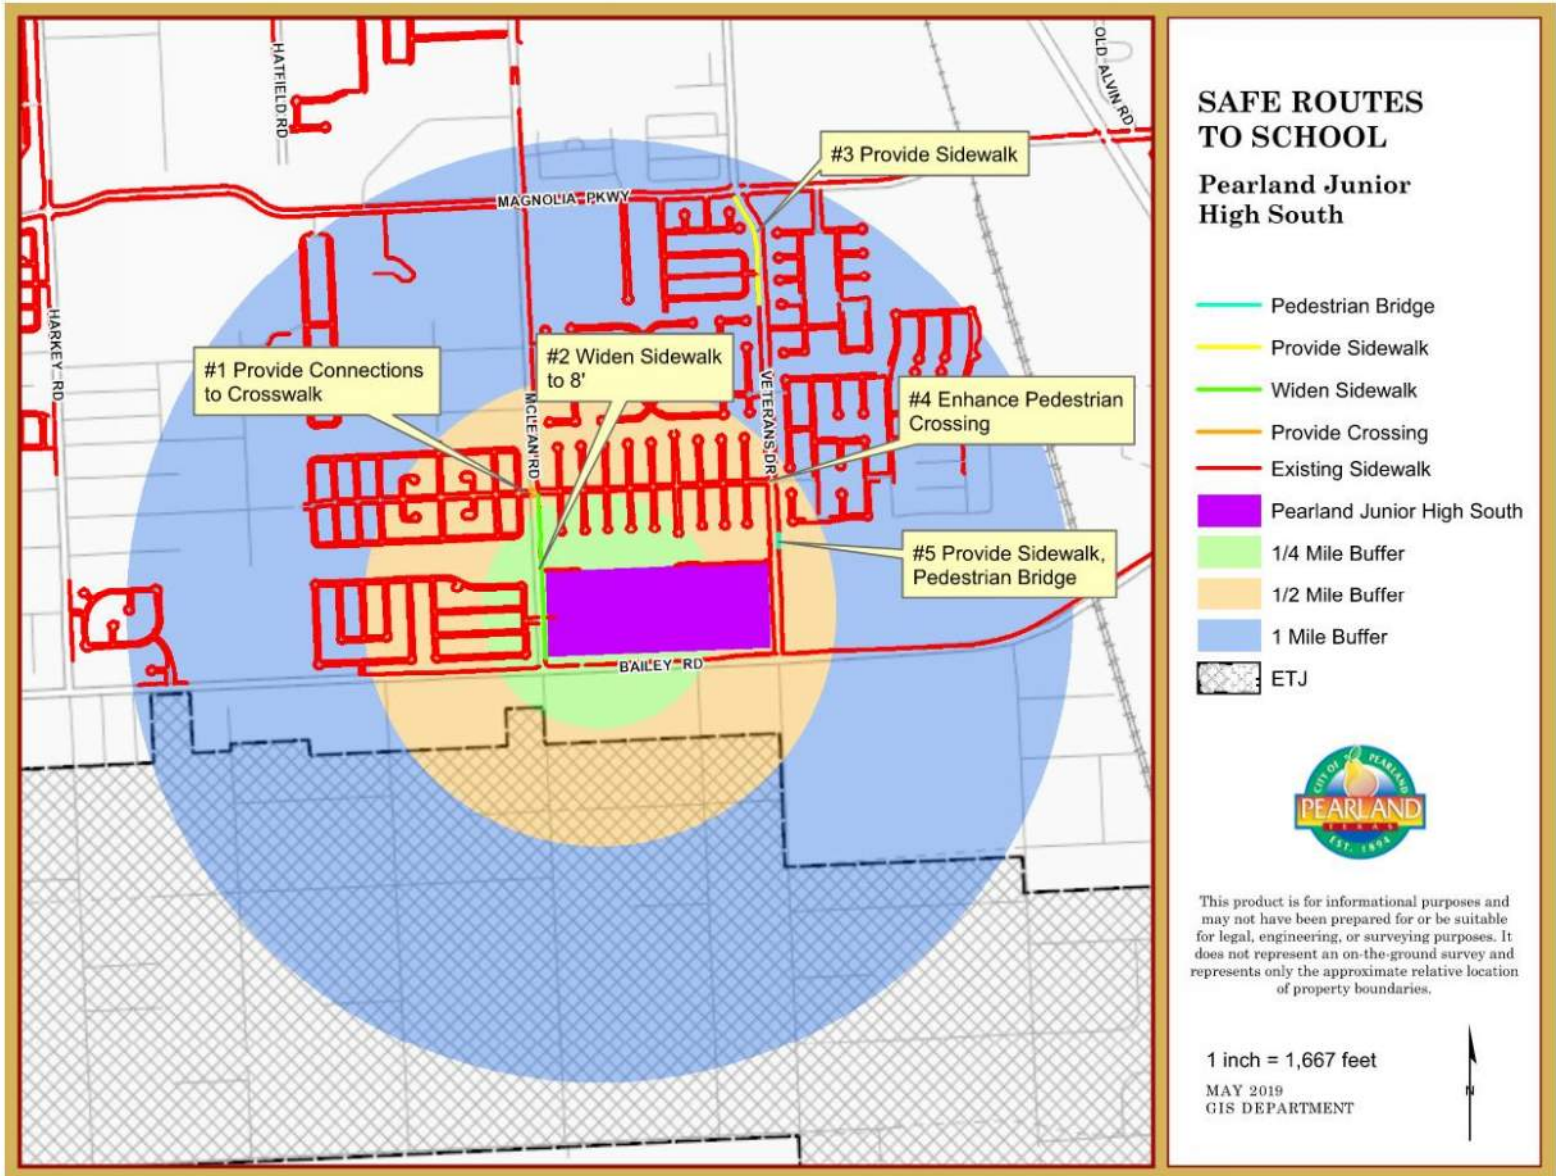 HATFIELD RD
OLD ALVIN RD
#3 Provide Sidewalk
MAGNOLIA PKWY
HARKEY RD
#1 Provide Connections
to Crosswalk
#2 Widen Sidewalk
to 8'
MCLEAN RD
VETERANS DR
#4 Enhance Pedestrian
Crossing
#5 Provide Sidewalk,
Pedestrian Bridge
BAILEY RD
SAFE ROUTES
TO SCHOOL
Pearland Junior
High South
Pedestrian Bridge
Provide Sidewalk
Widen Sidewalk
Provide Crossing
Existing Sidewalk
Pearland Junior High South
1/4 Mile Buffer
1/2 Mile Buffer
1 Mile Buffer
ETJ
CITY OF PEARLAND
PEARLAND
TEXAS
EST. 1894
This product is for informational purposes and
may not have been prepared for or be suitable
for legal, engineering, or surveying purposes. It
does not represent an on-the-ground survey and
represents only the approximate relative location
of property boundaries.
1 inch = 1,667 feet
MAY 2019
GIS DEPARTMENT
N